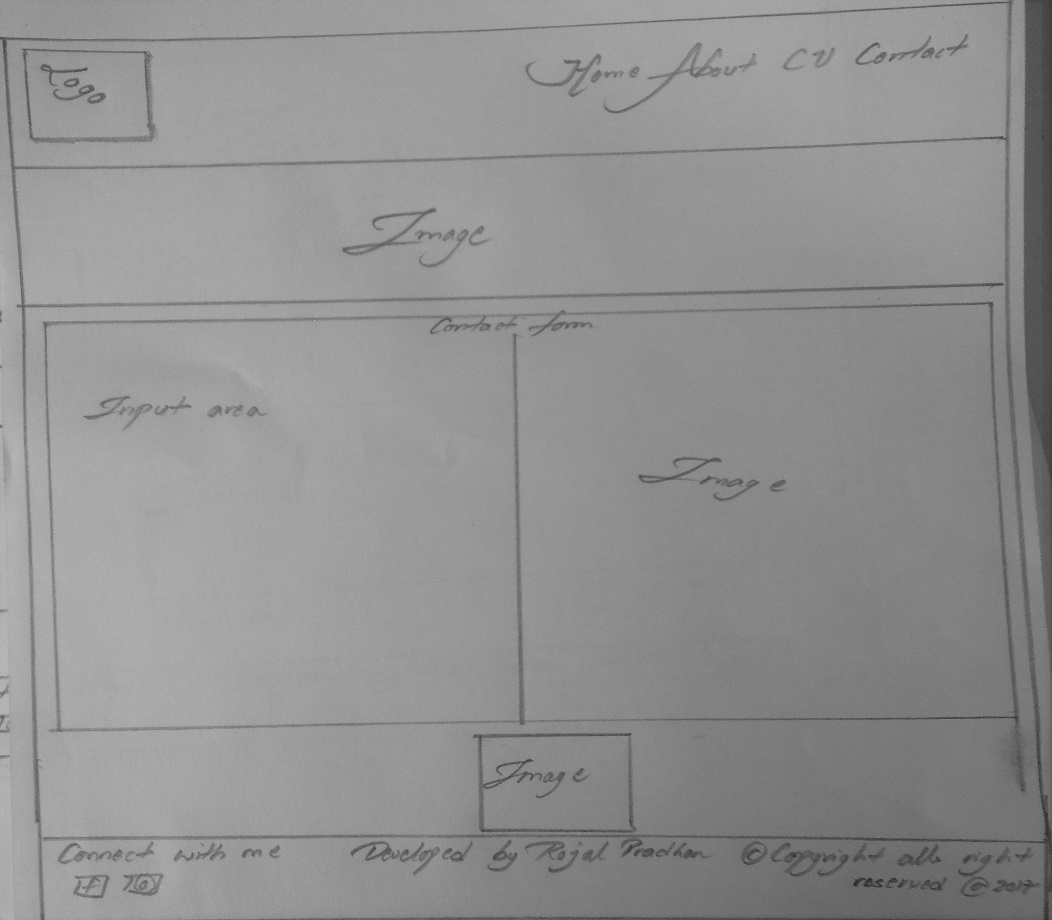 Logo
Home About CV Contact
Image
Contact form
Input area
Image
Image
Connect with me Developed by Rojal Pradhan © Copyright all right
f reserved @ 2017